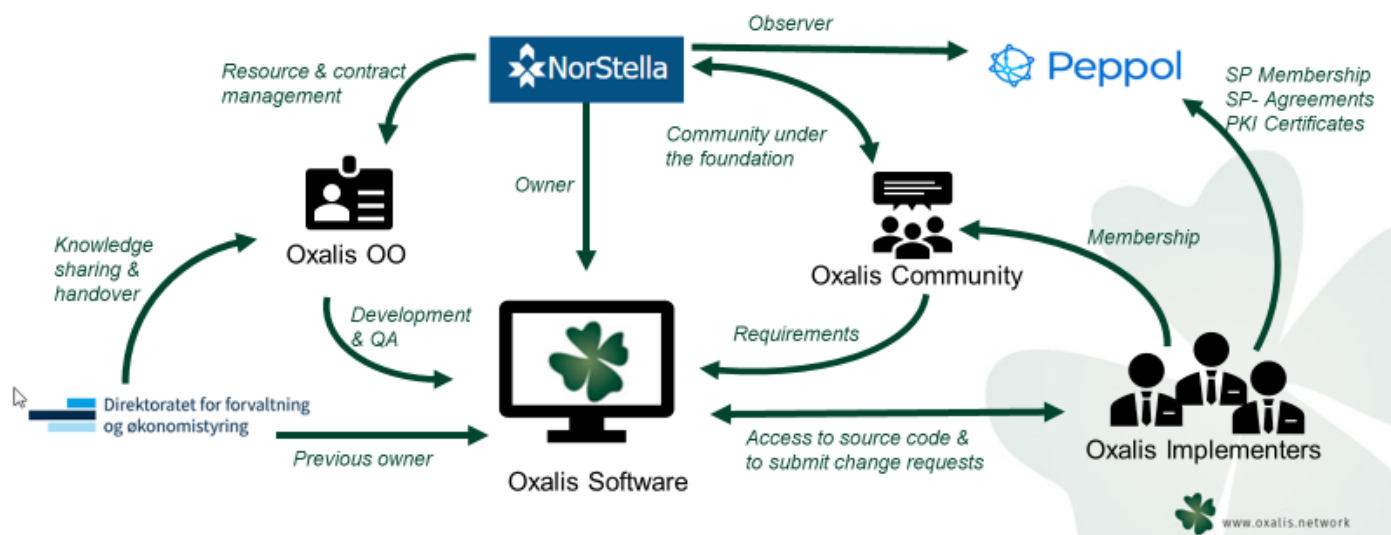 Observer
NorStella
Peppol
Resource & contract
management
SP Membership
SP- Agreements
PKI Certificates
Community under
the foundation
Owner
Oxalis OO
Knowledge
sharing &
handover
Membership
Oxalis Community
Development
& QA
Requirements
Direktoratet for forvaltning
og økonomistyring
Previous owner
Oxalis Software
Access to source code &
to submit change requests
Oxalis Implementers
www.oxalis.network